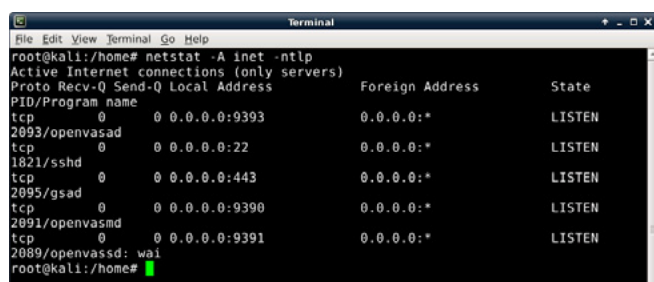 Terminal
File Edit View Terminal Go Help
root@kali:/home# netstat -A inet -ntlp
Active Internet connections (only servers)
Proto Recv-Q Send-Q Local Address Foreign Address State
PID/Program name
tcp 0 0 0.0.0.0:9393 0.0.0.0:* LISTEN
2093/openvasad
tcp 0 0 0.0.0.0:22 0.0.0.0:* LISTEN
1821/sshd
tcp 0 0 0.0.0.0:443 0.0.0.0:* LISTEN
2095/gsad
tcp 0 0 0.0.0.0:9390 0.0.0.0:* LISTEN
2091/openvasmd
tcp 0 0 0.0.0.0:9391 0.0.0.0:* LISTEN
2089/openvassd: wai
root@kali:/home#